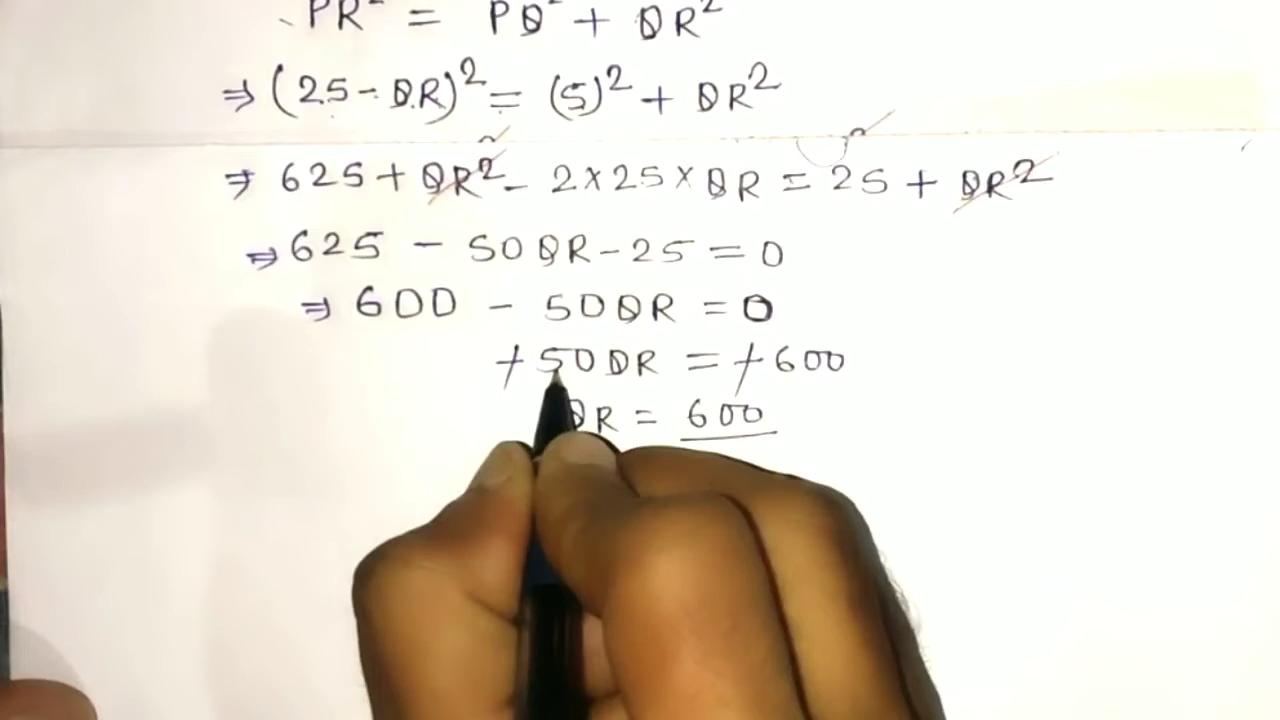 PR² = PQ² + QR²
⇒ (25 - QR)² = (5)² + QR²
⇒ 625 + QR² - 2×25×QR = 25 + QR²
⇒ 625 - 50QR - 25 = 0
⇒ 600 - 50QR = 0
-50QR = -600
QR = 600